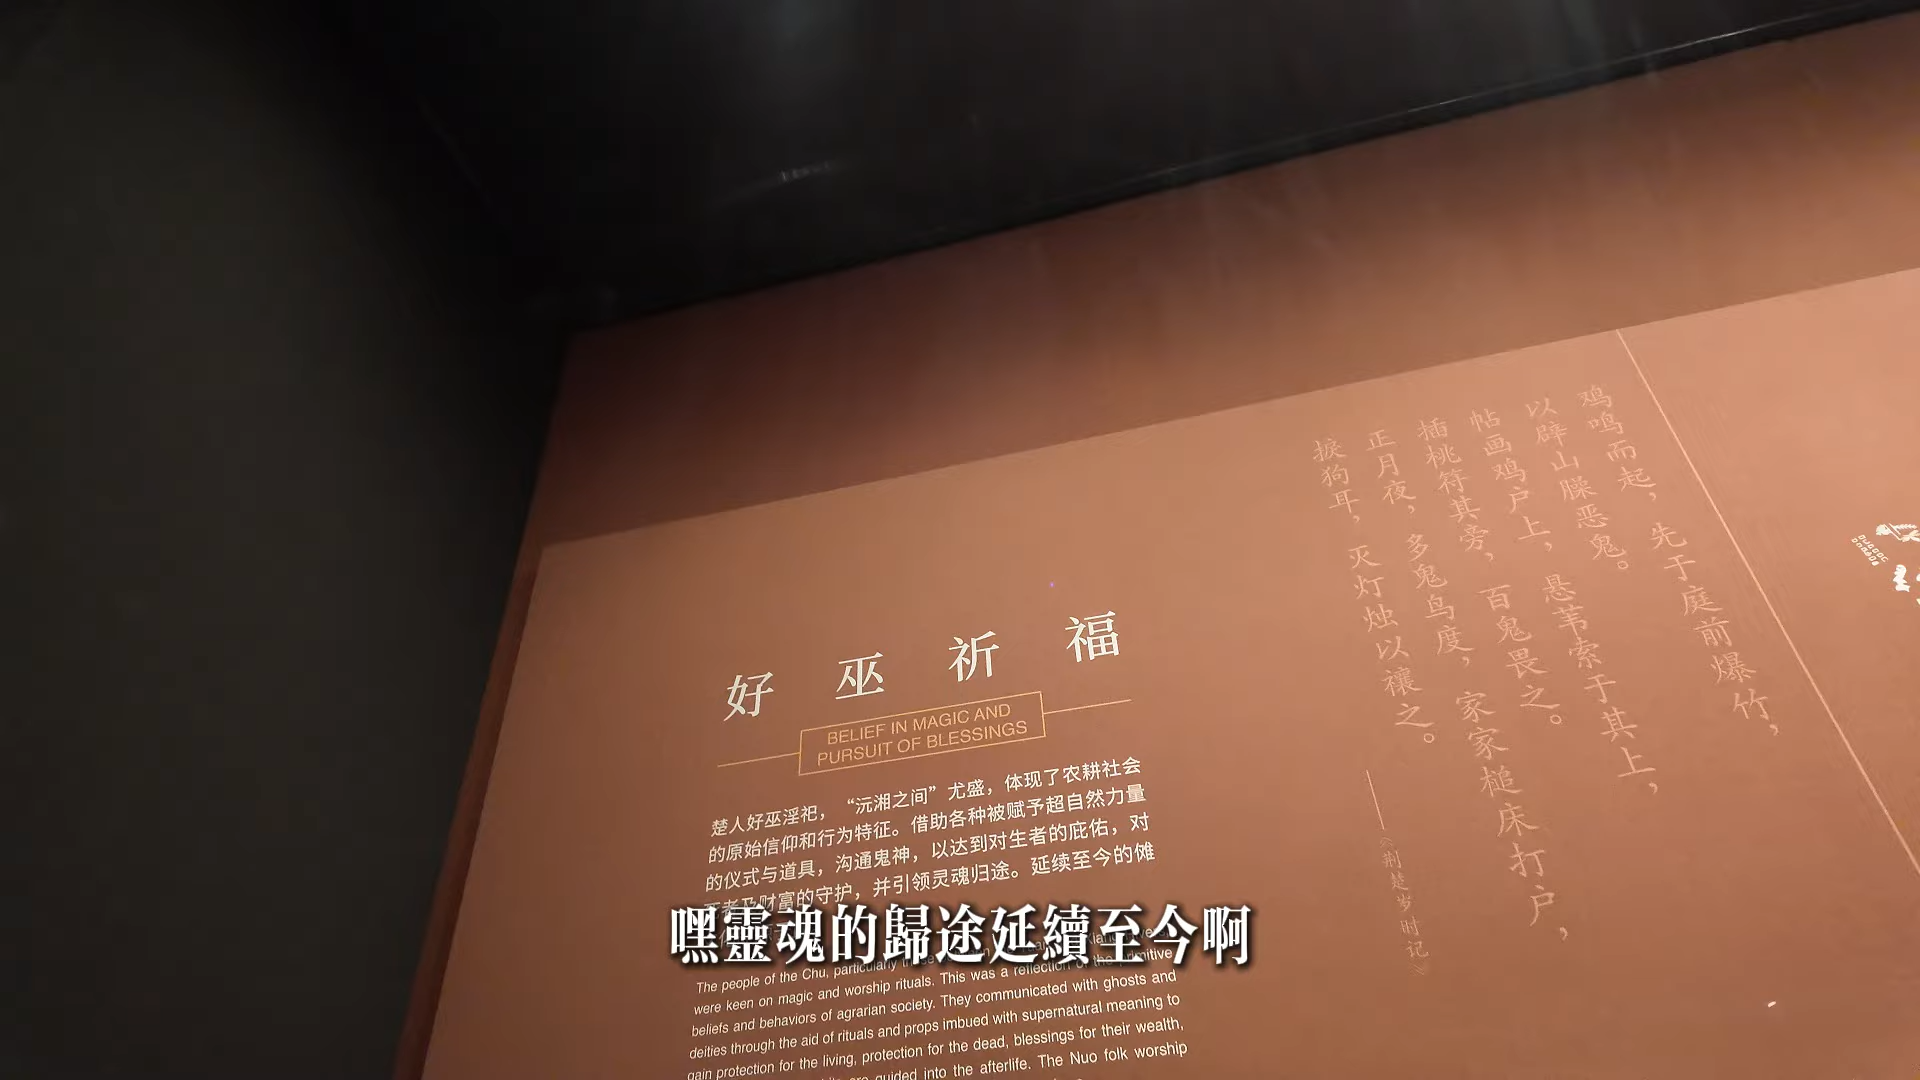 好巫祈福
BELIEF IN MAGIC AND
PURSUIT OF BLESSINGS
楚人好巫淫祀，“沅湘之间”尤盛，体现了农耕社会
的原始信仰和行为特征。借助各种被赋予超自然力量
的仪式与道具，沟通鬼神，以达到对生者的庇佑，对
死者及财富的守护，并引领灵魂归途。延续至今的傩
The people of the Chu, particularly
were keen on magic and worship rituals. This was a reflection of the primitive
beliefs and behaviors of agrarian society. They communicated with ghosts and
deities through the aid of rituals and props imbued with supernatural meaning to
gain protection for the living, protection for the dead, blessings for their wealth,
are guided into the afterlife. The Nuo folk worship
鸡鸣而起，先于庭前爆竹，
以辟山臊恶鬼。
帖画鸡户上，悬苇索于其上，
插桃符其旁，百鬼畏之。
正月夜，多鬼鸟度，家家槌床打户，
捩狗耳，灭灯烛以禳之。
——《荆楚岁时记》
嘿靈魂的歸途延續至今啊